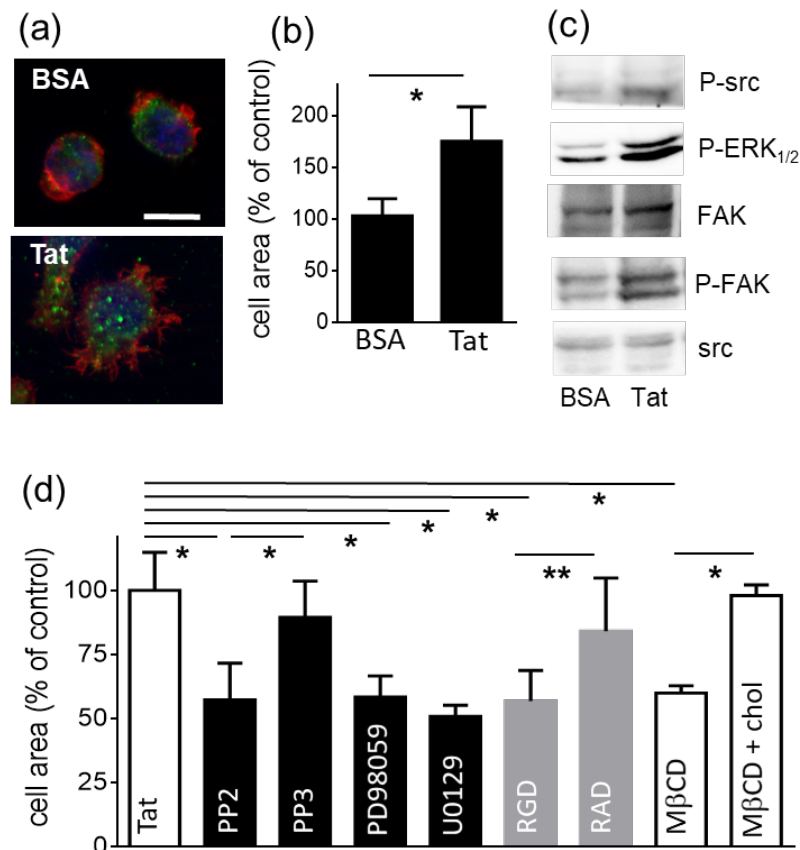 (a)
BSA
Tat
(b)
cell area (% of control)
200
150
100
50
0
*
BSA
Tat
(c)
P-src
P-ERK1/2
FAK
P-FAK
src
BSA Tat
(d)
cell area (% of control)
100
75
50
25
0
*
*
*
*
*
*
**
*
Tat
PP2
PP3
PD98059
U0129
RGD
RAD
MβCD
MβCD + chol